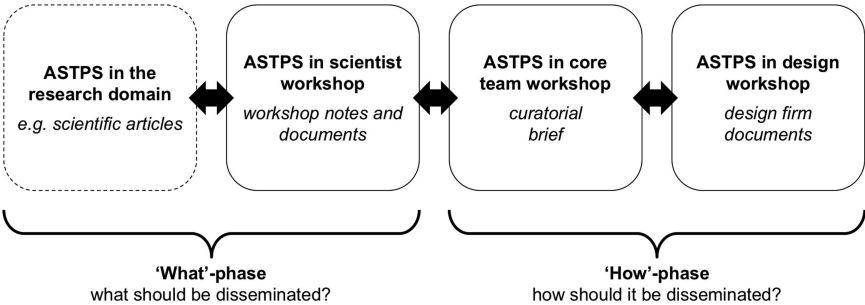 ASTPS in the
research domain
e.g. scientific articles
ASTPS in scientist
workshop
workshop notes and
documents
ASTPS in core
team workshop
curatorial
brief
ASTPS in design
workshop
design firm
documents
‘What’-phase
what should be disseminated?
‘How’-phase
how should it be disseminated?